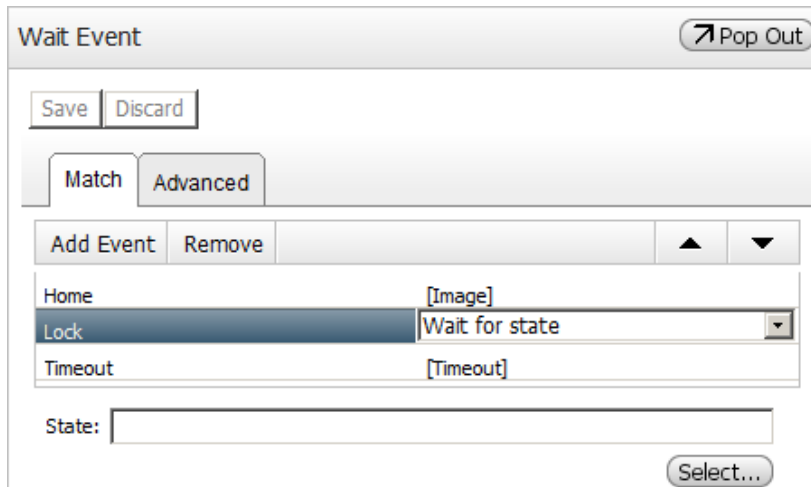 Wait Event
Pop Out
Save Discard
Match Advanced
Add Event Remove
Home [Image]
Lock Wait for state
Timeout [Timeout]
State:
Select...